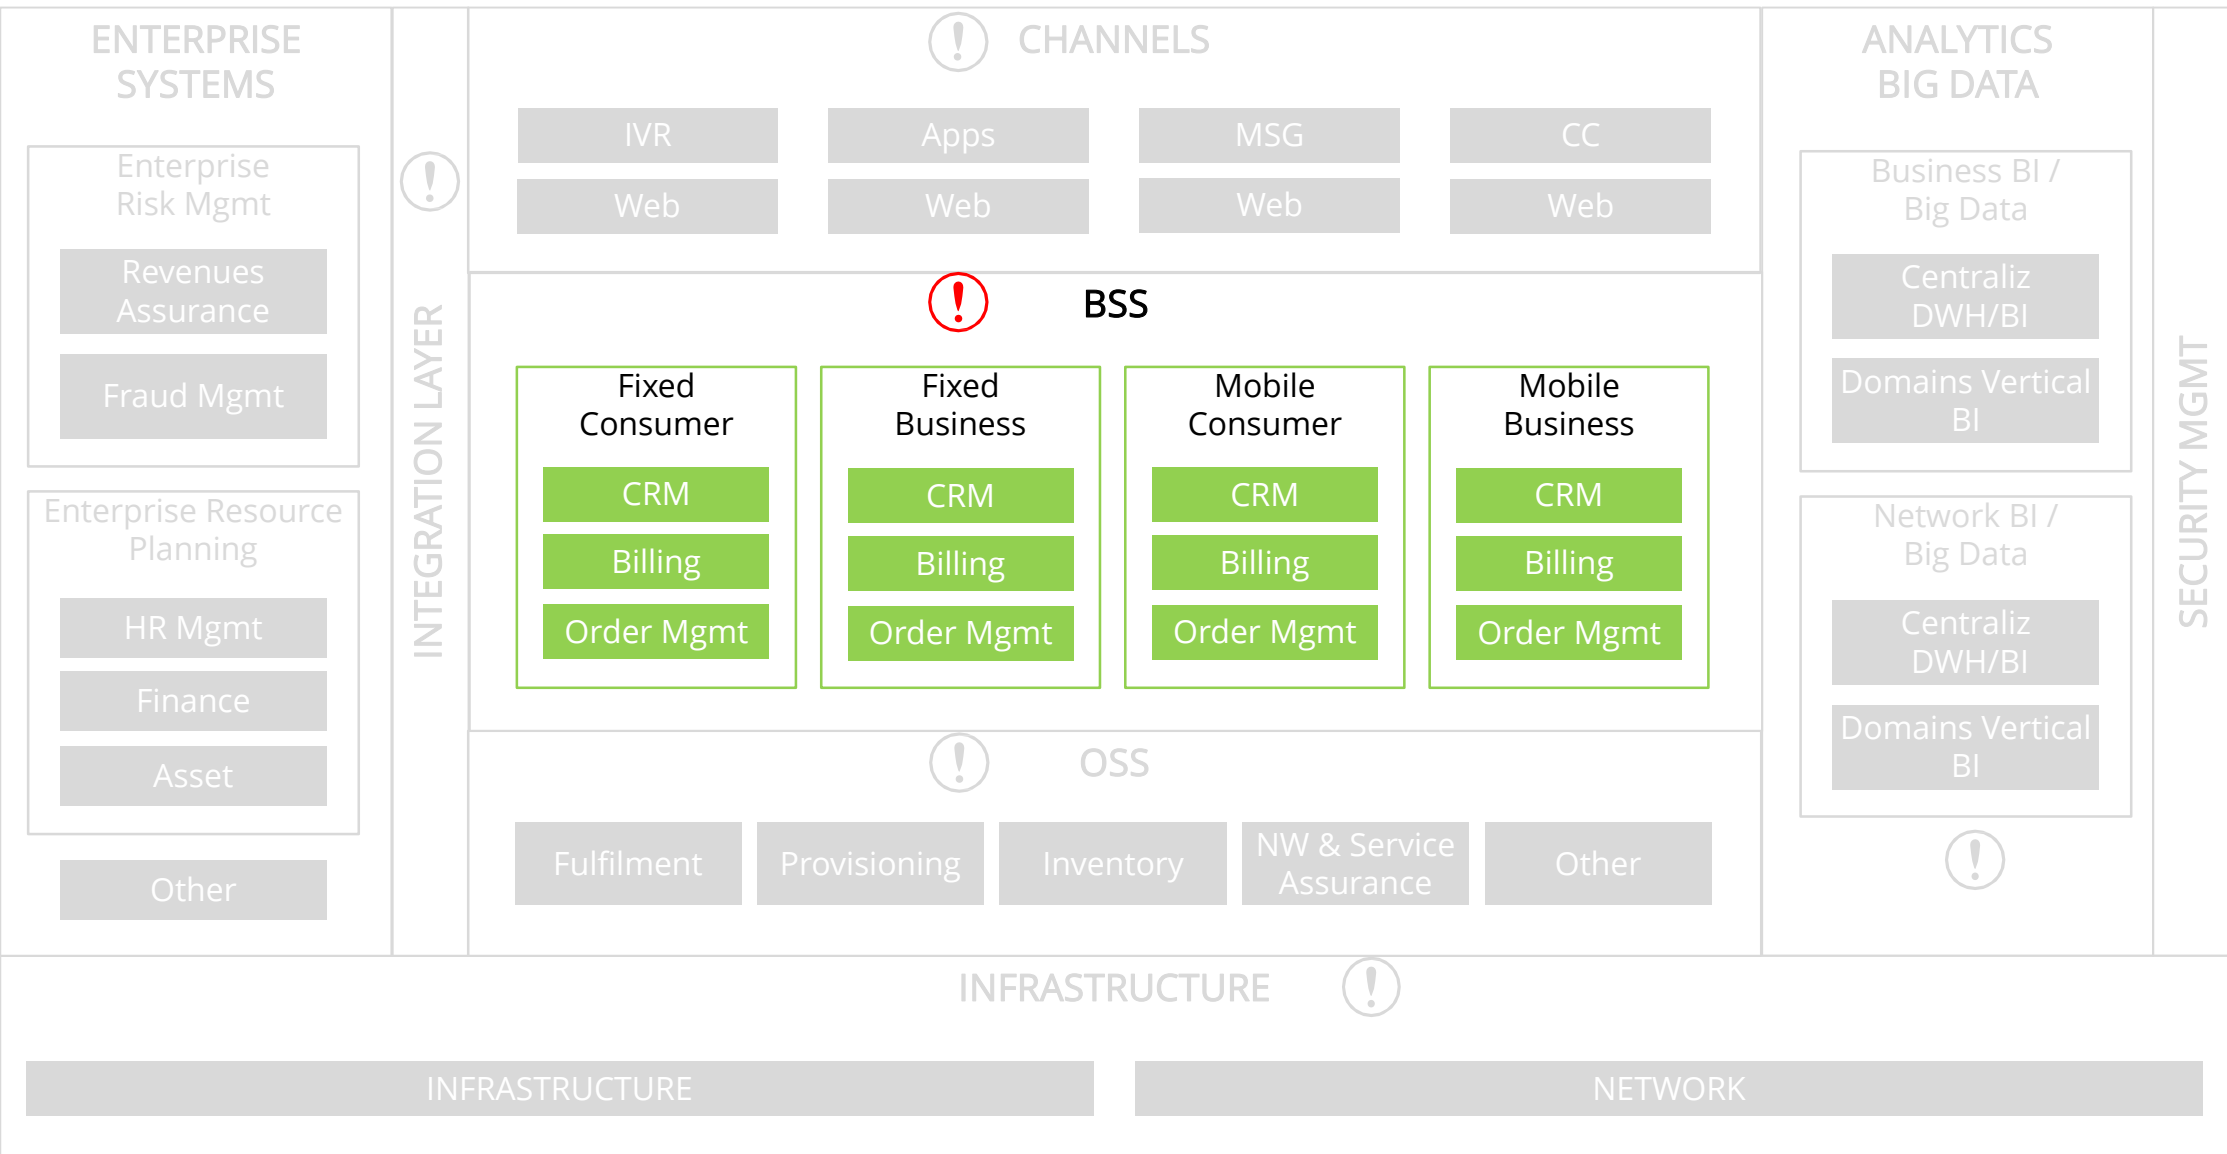 ENTERPRISE
SYSTEMS
Enterprise
Risk Mgmt
Revenues
Assurance
Fraud Mgmt
Enterprise Resource
Planning
HR Mgmt
Finance
Asset
Other
INTEGRATION LAYER
CHANNELS
IVR
Apps
MSG
CC
Web
Web
Web
Web
BSS
Fixed
Consumer
CRM
Billing
Order Mgmt
Fixed
Business
CRM
Billing
Order Mgmt
Mobile
Consumer
CRM
Billing
Order Mgmt
Mobile
Business
CRM
Billing
Order Mgmt
OSS
Fulfilment
Provisioning
Inventory
NW & Service
Assurance
Other
ANALYTICS
BIG DATA
Business BI /
Big Data
Centraliz
DWH/BI
Domains Vertical
BI
Network BI /
Big Data
Centraliz
DWH/BI
Domains Vertical
BI
SECURITY MGMT
INFRASTRUCTURE
INFRASTRUCTURE
NETWORK